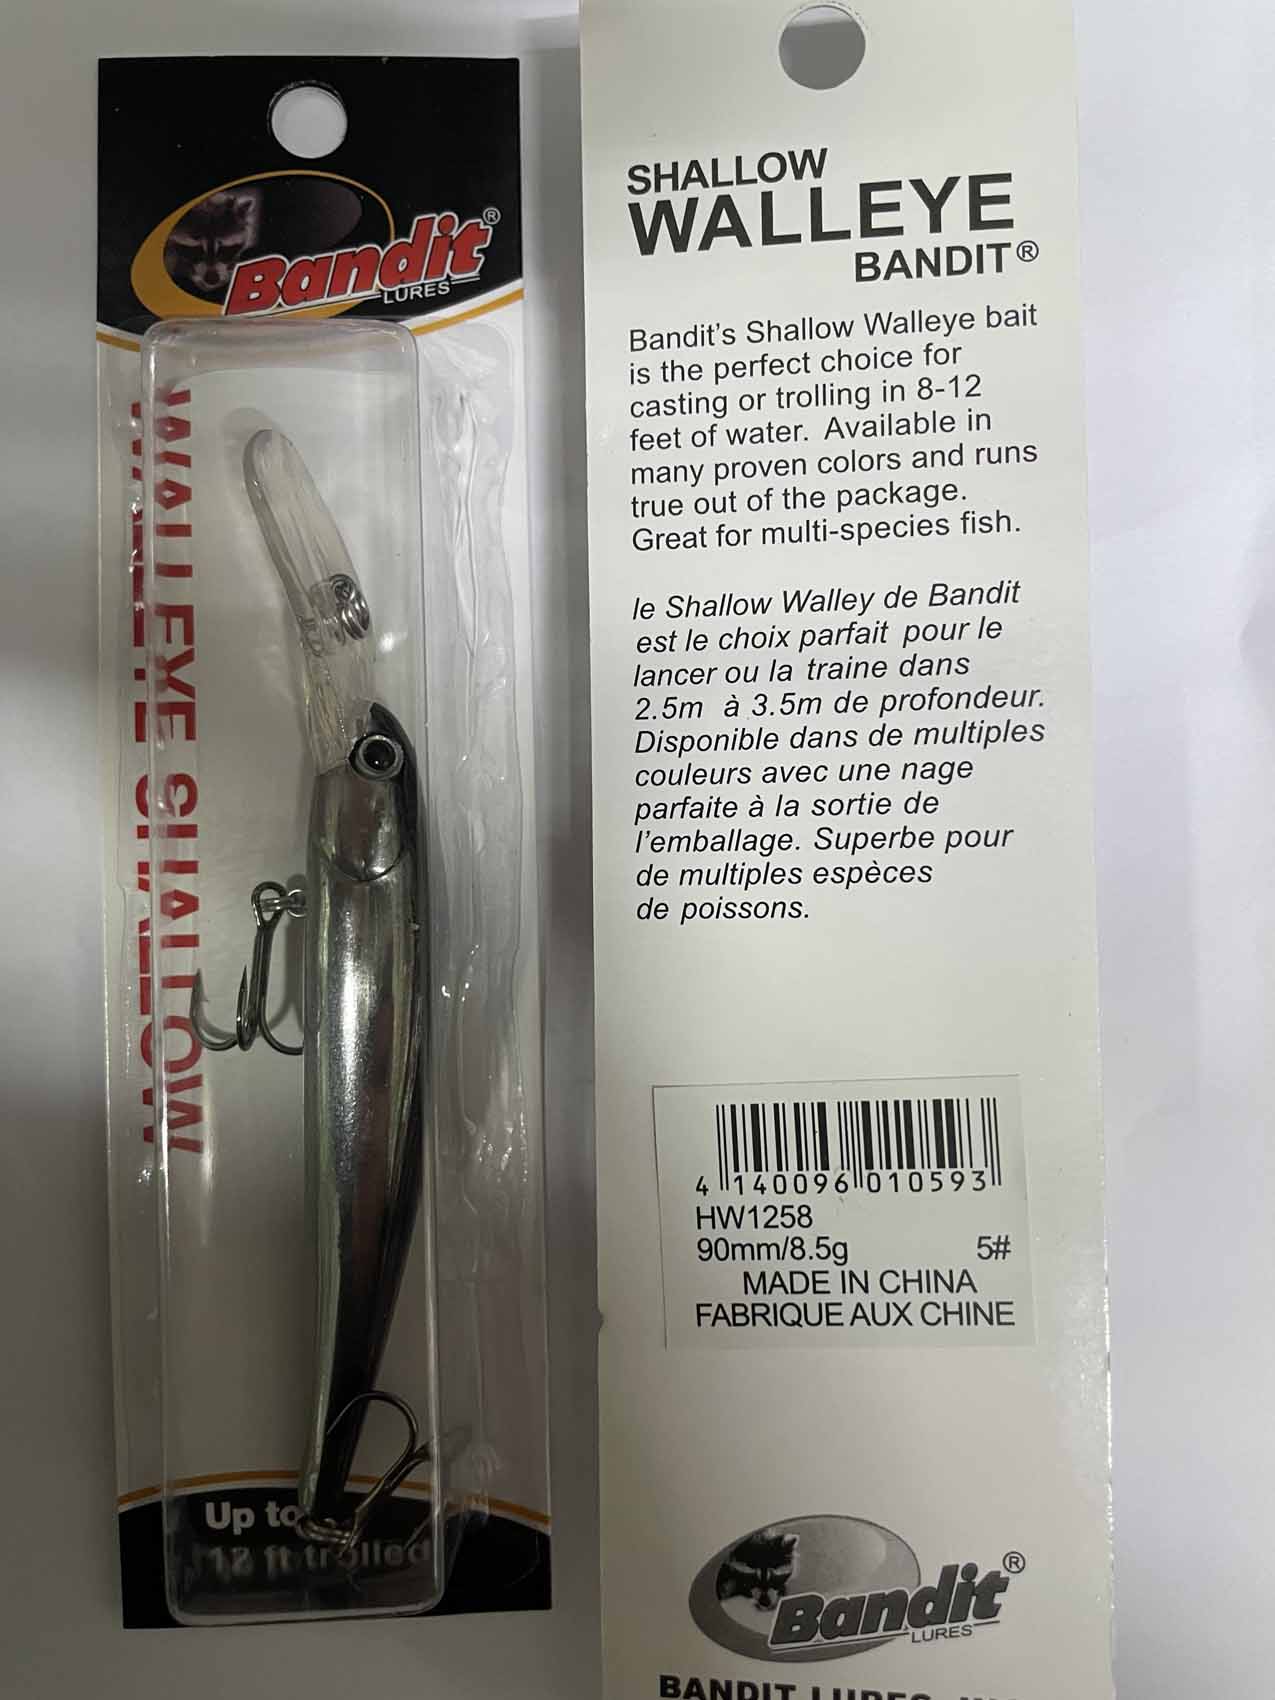 Bandit®
LURES
WALLEYE SHALLOW
Up to
12 ft trolled
SHALLOW
WALLEYE
BANDIT®
Bandit's Shallow Walleye bait
is the perfect choice for
casting or trolling in 8-12
feet of water. Available in
many proven colors and runs
true out of the package.
Great for multi-species fish.
le Shallow Walley de Bandit
est le choix parfait pour le
lancer ou la traine dans
2.5m à 3.5m de profondeur.
Disponible dans de multiples
couleurs avec une nage
parfaite à la sortie de
l'emballage. Superbe pour
de multiples espèces
de poissons.
4 140096 010593
HW1258
90mm/8.5g 5#
MADE IN CHINA
FABRIQUE AUX CHINE
Bandit®
LURES
BANDIT LURES